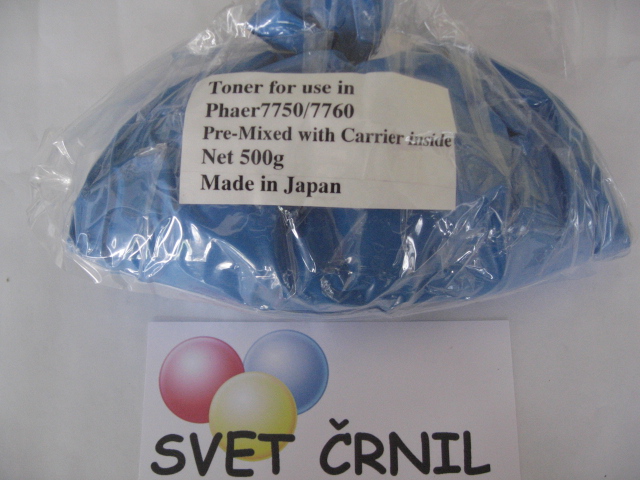 Toner for use in
Phaer7750/7760
Pre-Mixed with Carrier inside
Net 500g
Made in Japan
SVET ČRNIL